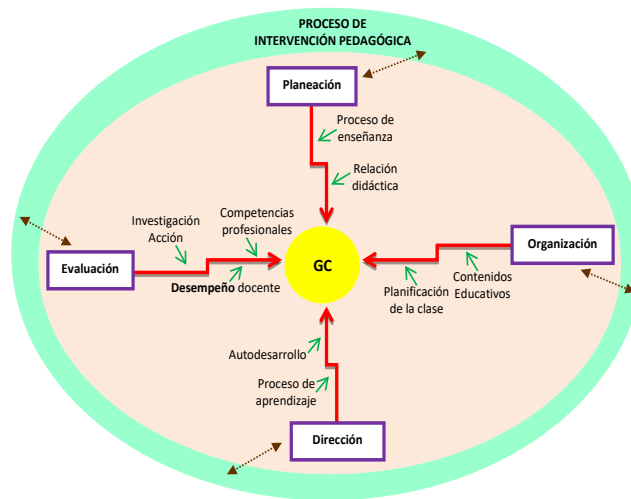 PROCESO DE
INTERVENCIÓN PEDAGÓGICA
Planeación
Proceso de
enseñanza
Relación
didáctica
Investigación
Acción
Competencias
profesionales
Evaluación
Desempeño docente
GC
Organización
Contenidos
Educativos
Planificación
de la clase
Autodesarrollo
Proceso de
aprendizaje
Dirección